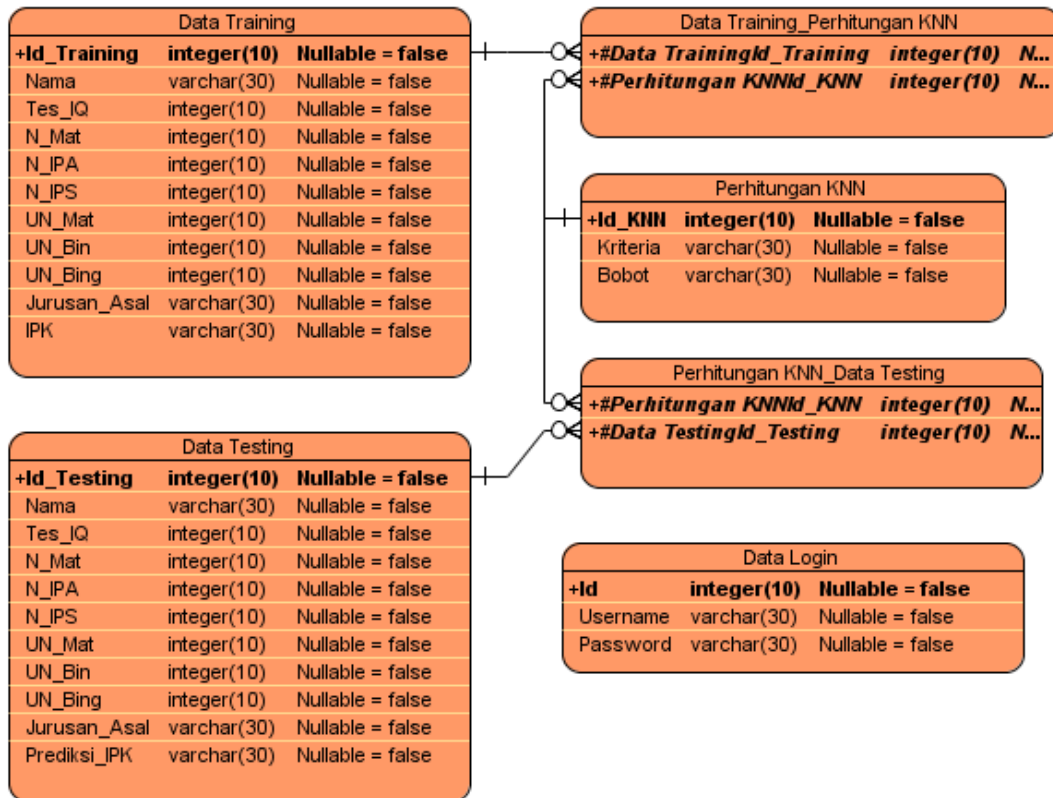 Data Training
+Id_Training integer(10) Nullable = false
Nama varchar(30) Nullable = false
Tes_IQ integer(10) Nullable = false
N_Mat integer(10) Nullable = false
N_IPA integer(10) Nullable = false
N_IPS integer(10) Nullable = false
UN_Mat integer(10) Nullable = false
UN_Bin integer(10) Nullable = false
UN_Bing integer(10) Nullable = false
Jurusan_Asal varchar(30) Nullable = false
IPK varchar(30) Nullable = false
Data Training_Perhitungan KNN
+#Data TrainingId_Training integer(10) N...
+#Perhitungan KNNId_KNN integer(10) N...
Perhitungan KNN
+Id_KNN integer(10) Nullable = false
Kriteria varchar(30) Nullable = false
Bobot varchar(30) Nullable = false
Perhitungan KNN_Data Testing
+#Perhitungan KNNId_KNN integer(10) N...
+#Data TestingId_Testing integer(10) N...
Data Testing
+Id_Testing integer(10) Nullable = false
Nama varchar(30) Nullable = false
Tes_IQ integer(10) Nullable = false
N_Mat integer(10) Nullable = false
N_IPA integer(10) Nullable = false
N_IPS integer(10) Nullable = false
UN_Mat integer(10) Nullable = false
UN_Bin integer(10) Nullable = false
UN_Bing integer(10) Nullable = false
Jurusan_Asal varchar(30) Nullable = false
Prediksi_IPK varchar(30) Nullable = false
Data Login
+Id integer(10) Nullable = false
Username varchar(30) Nullable = false
Password varchar(30) Nullable = false